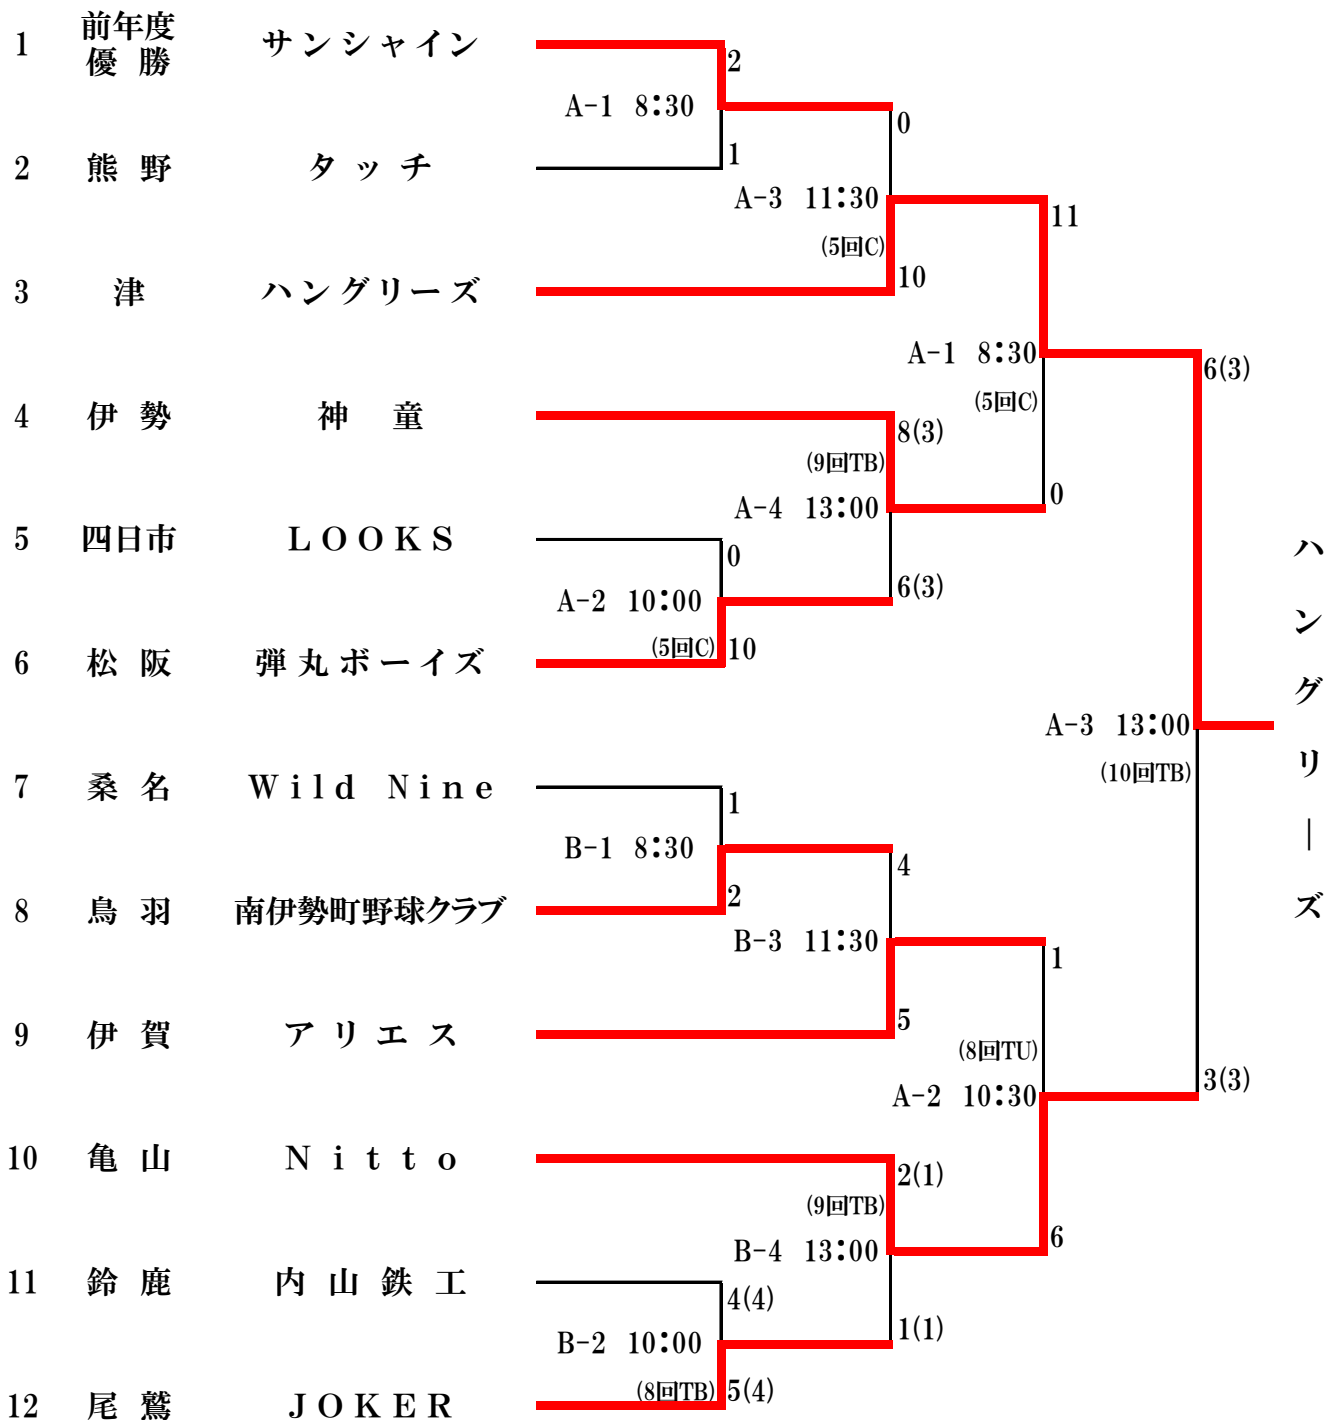 1 前年度 優勝 サンシャイン
2 熊野 タッチ
3 津 ハングリーズ
4 伊勢 神童
5 四日市 LOOKS
6 松阪 弾丸ボーイズ
7 桑名 Wild Nine
8 鳥羽 南伊勢町野球クラブ
9 伊賀 アリエス
10 亀山 Nitto
11 鈴鹿 内山鉄工
12 尾鷲 JOKER
2
A-1 8:30
1
0
A-2 10:00
(5回C) 10
1
B-1 8:30
2
4(4)
B-2 10:00
(8回TB) 5(4)
0
A-3 11:30
(5回C)
10
8(3)
(9回TB)
A-4 13:00
6(3)
4
B-3 11:30
5
2(1)
(9回TB)
B-4 13:00
1(1)
11
A-1 8:30
(5回C)
0
1
(8回TU)
A-2 10:30
6
6(3)
A-3 13:00
(10回TB)
3(3)
ハングリーズ